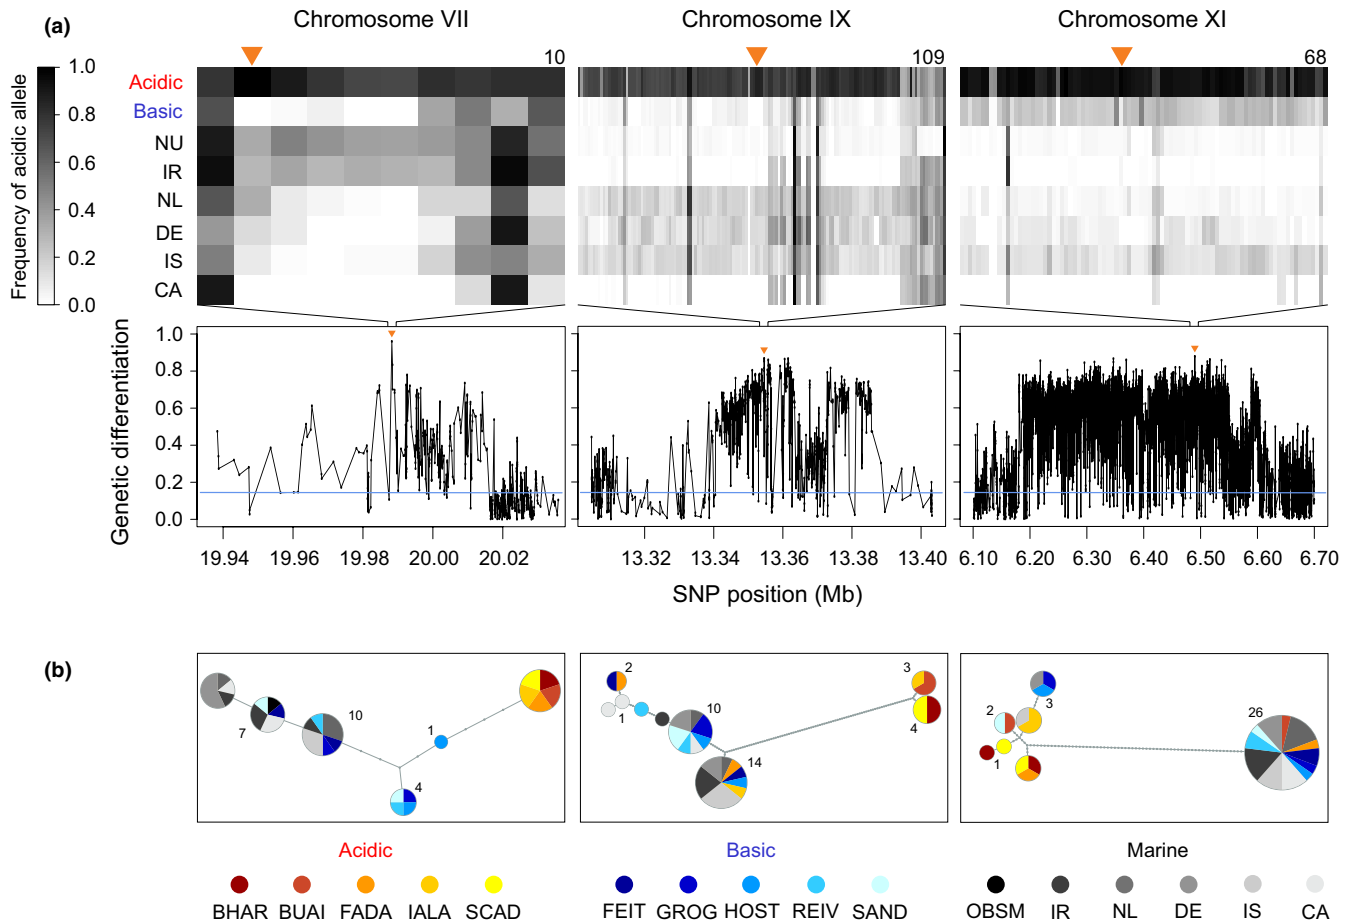 (a)
Chromosome VII
Chromosome IX
Chromosome XI
10
109
68
Frequency of acidic allele
1.0
0.8
0.6
0.4
0.2
0.0
Acidic
Basic
NU
IR
NL
DE
IS
CA
Genetic differentiation
1.0
0.8
0.6
0.4
0.2
0.0
19.94 19.96 19.98 20.00 20.02
13.32 13.34 13.36 13.38 13.40
6.10 6.20 6.30 6.40 6.50 6.60 6.70
SNP position (Mb)
(b)
7
10
4
1
2
1
10
14
3
4
2
1
3
26
Acidic
BHAR BUAI FADA IALA SCAD
Basic
FEIT GROG HOST REIV SAND
Marine
OBSM IR NL DE IS CA